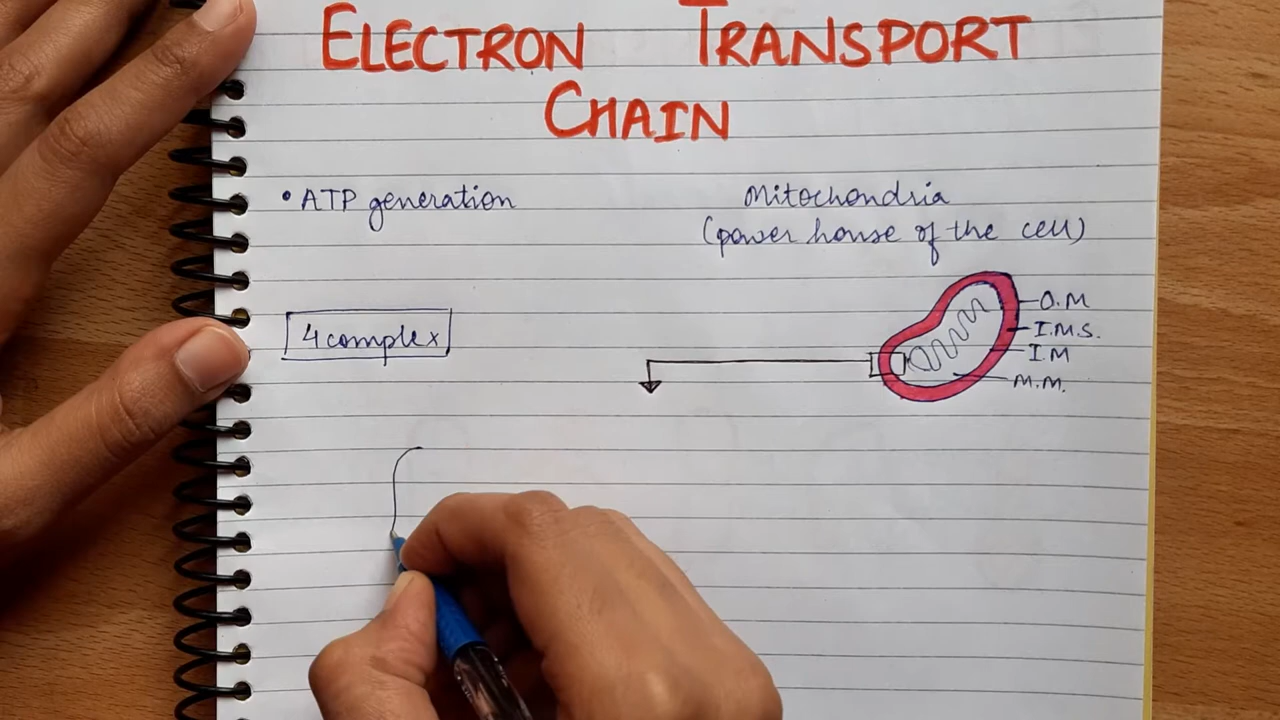 ELECTRON TRANSPORT
CHAIN
• ATP generation
Mitochondria
(power house of the cell)
4 complex
O.M
I.M.S.
I.M
M.M.